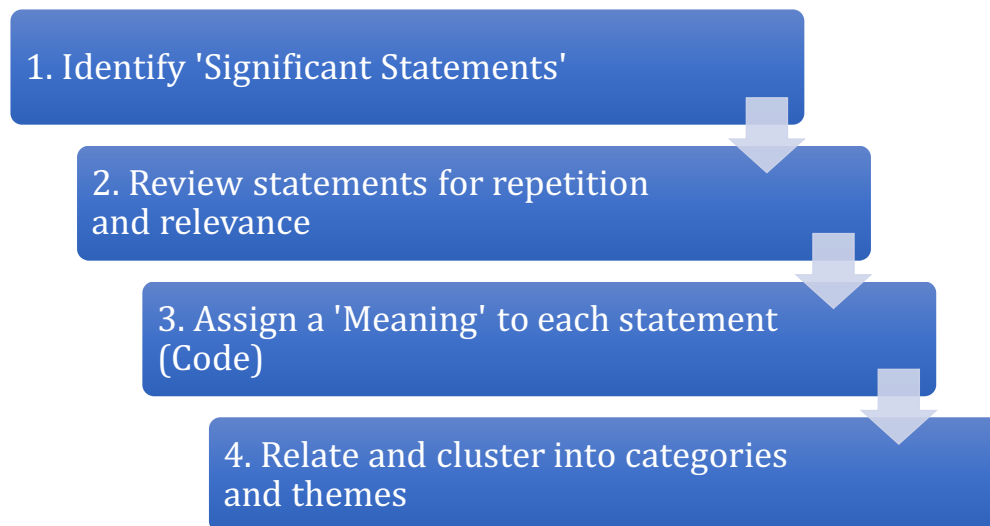 1. Identify 'Significant Statements'
2. Review statements for repetition
and relevance
3. Assign a 'Meaning' to each statement
(Code)
4. Relate and cluster into categories
and themes